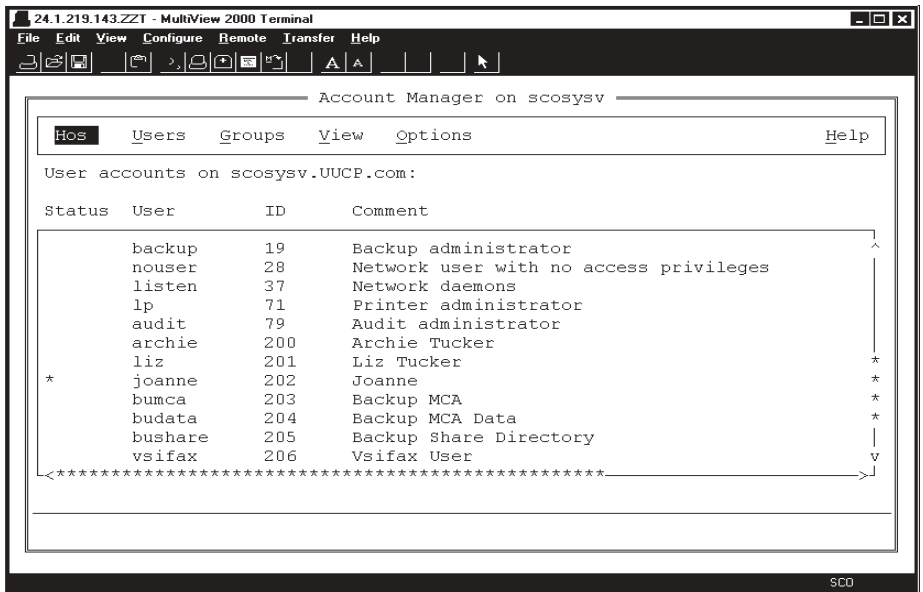 24.1.219.143.ZZT - MultiView 2000 Terminal
File Edit View Configure Remote Transfer Help
A A
Account Manager on scosysv
Hos Users Groups View Options Help
User accounts on scosysv.UUCP.com:
Status User ID Comment
backup 19 Backup administrator
nouser 28 Network user with no access privileges
listen 37 Network daemons
lp 71 Printer administrator
audit 79 Audit administrator
archie 200 Archie Tucker
liz 201 Liz Tucker *
* joanne 202 Joanne *
bumca 203 Backup MCA *
budata 204 Backup MCA Data *
bushare 205 Backup Share Directory
vsifax 206 Vsifax User v
<***************************************************>
SCO